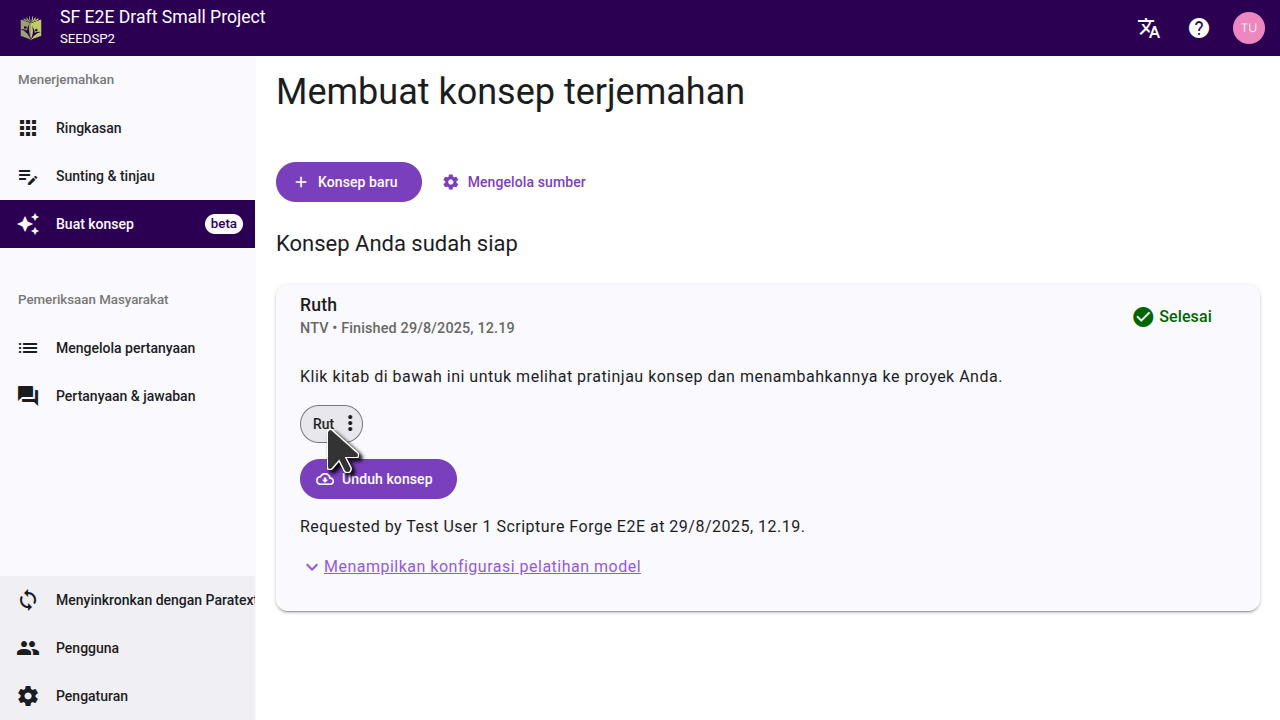 SF E2E Draft Small Project
SEEDSP2
TU
Menerjemahkan
Ringkasan
Sunting & tinjau
Buat konsep
beta
Pemeriksaan Masyarakat
Mengelola pertanyaan
Pertanyaan & jawaban
Menyinkronkan dengan Paratext
Pengguna
Pengaturan
Membuat konsep terjemahan
Konsep baru
Mengelola sumber
Konsep Anda sudah siap
Ruth
NTV • Finished 29/8/2025, 12.19
Selesai
Klik kitab di bawah ini untuk melihat pratinjau konsep dan menambahkannya ke proyek Anda.
Rut
Unduh konsep
Requested by Test User 1 Scripture Forge E2E at 29/8/2025, 12.19.
Menampilkan konfigurasi pelatihan model